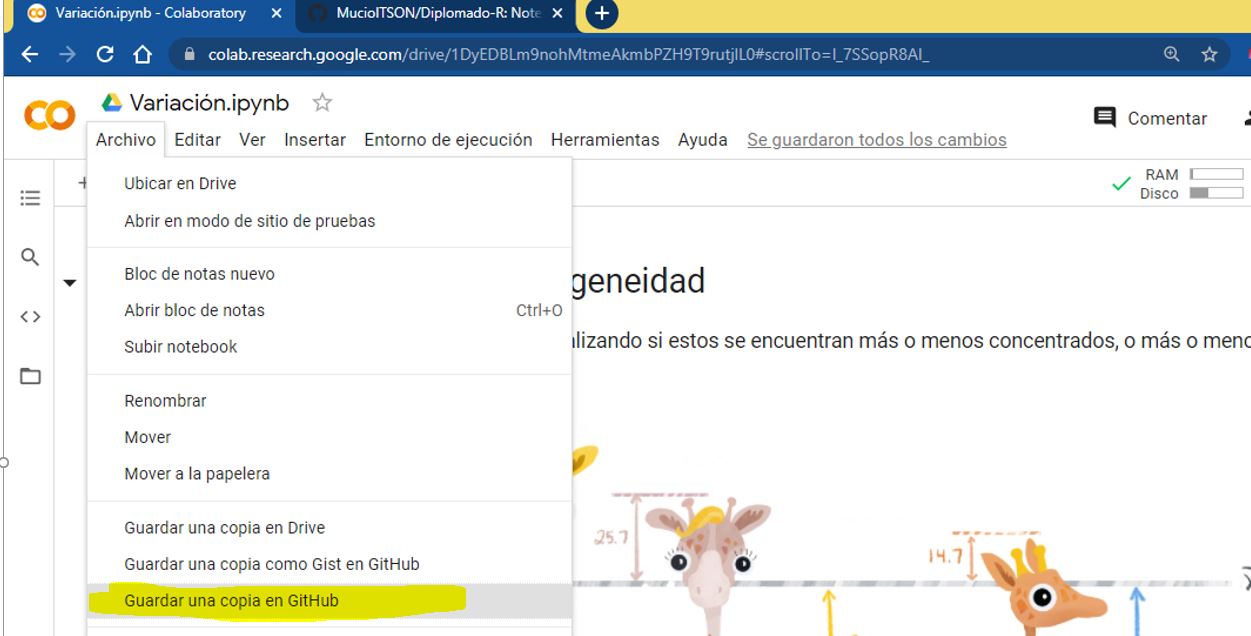 Variación.ipynb - Colaboratory
MucioITSON/Diplomado-R: Note
colab.research.google.com/drive/1DyEDBLm9nohMtmeAkmbPZH9T9rutjlL0#scrollTo=I_7SSopR8AI_
Variación.ipynb
Comentar
Archivo Editar Ver Insertar Entorno de ejecución Herramientas Ayuda Se guardaron todos los cambios
RAM
Disco
Ubicar en Drive
Abrir en modo de sitio de pruebas
Bloc de notas nuevo
geneidad
Abrir bloc de notas Ctrl+O
alizando si estos se encuentran más o menos concentrados, o más o meno
Subir notebook
Renombrar
Mover
Mover a la papelera
Guardar una copia en Drive
25.7
14.7
Guardar una copia como Gist en GitHub
Guardar una copia en GitHub